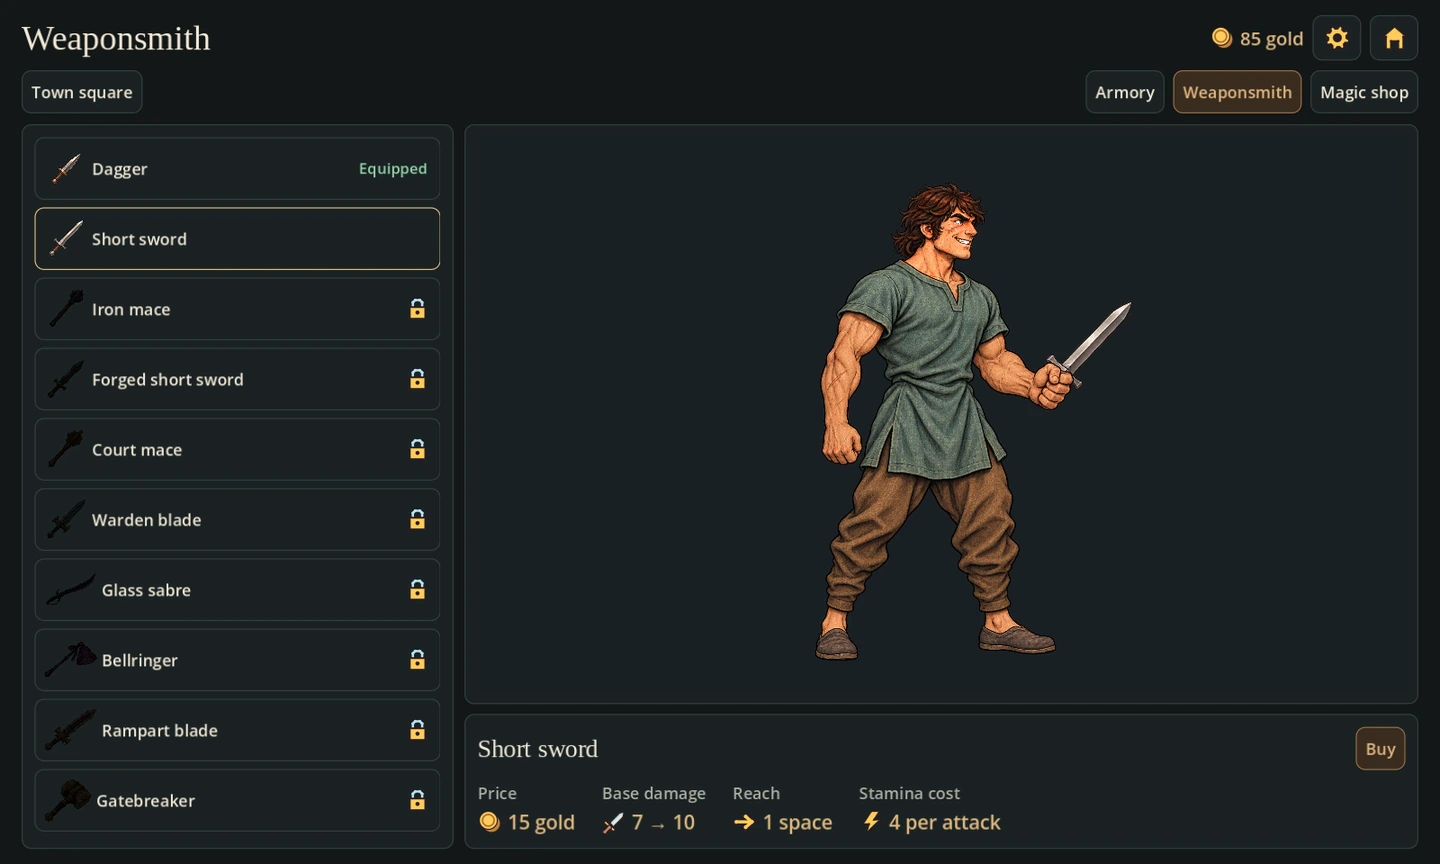 Weaponsmith
85 gold
Town square
Armory
Weaponsmith
Magic shop
Dagger
Equipped
Short sword
Iron mace
Forged short sword
Court mace
Warden blade
Glass sabre
Bellringer
Rampart blade
Gatebreaker
Short sword
Buy
Price
Base damage
Reach
Stamina cost
15 gold
7 → 10
1 space
4 per attack